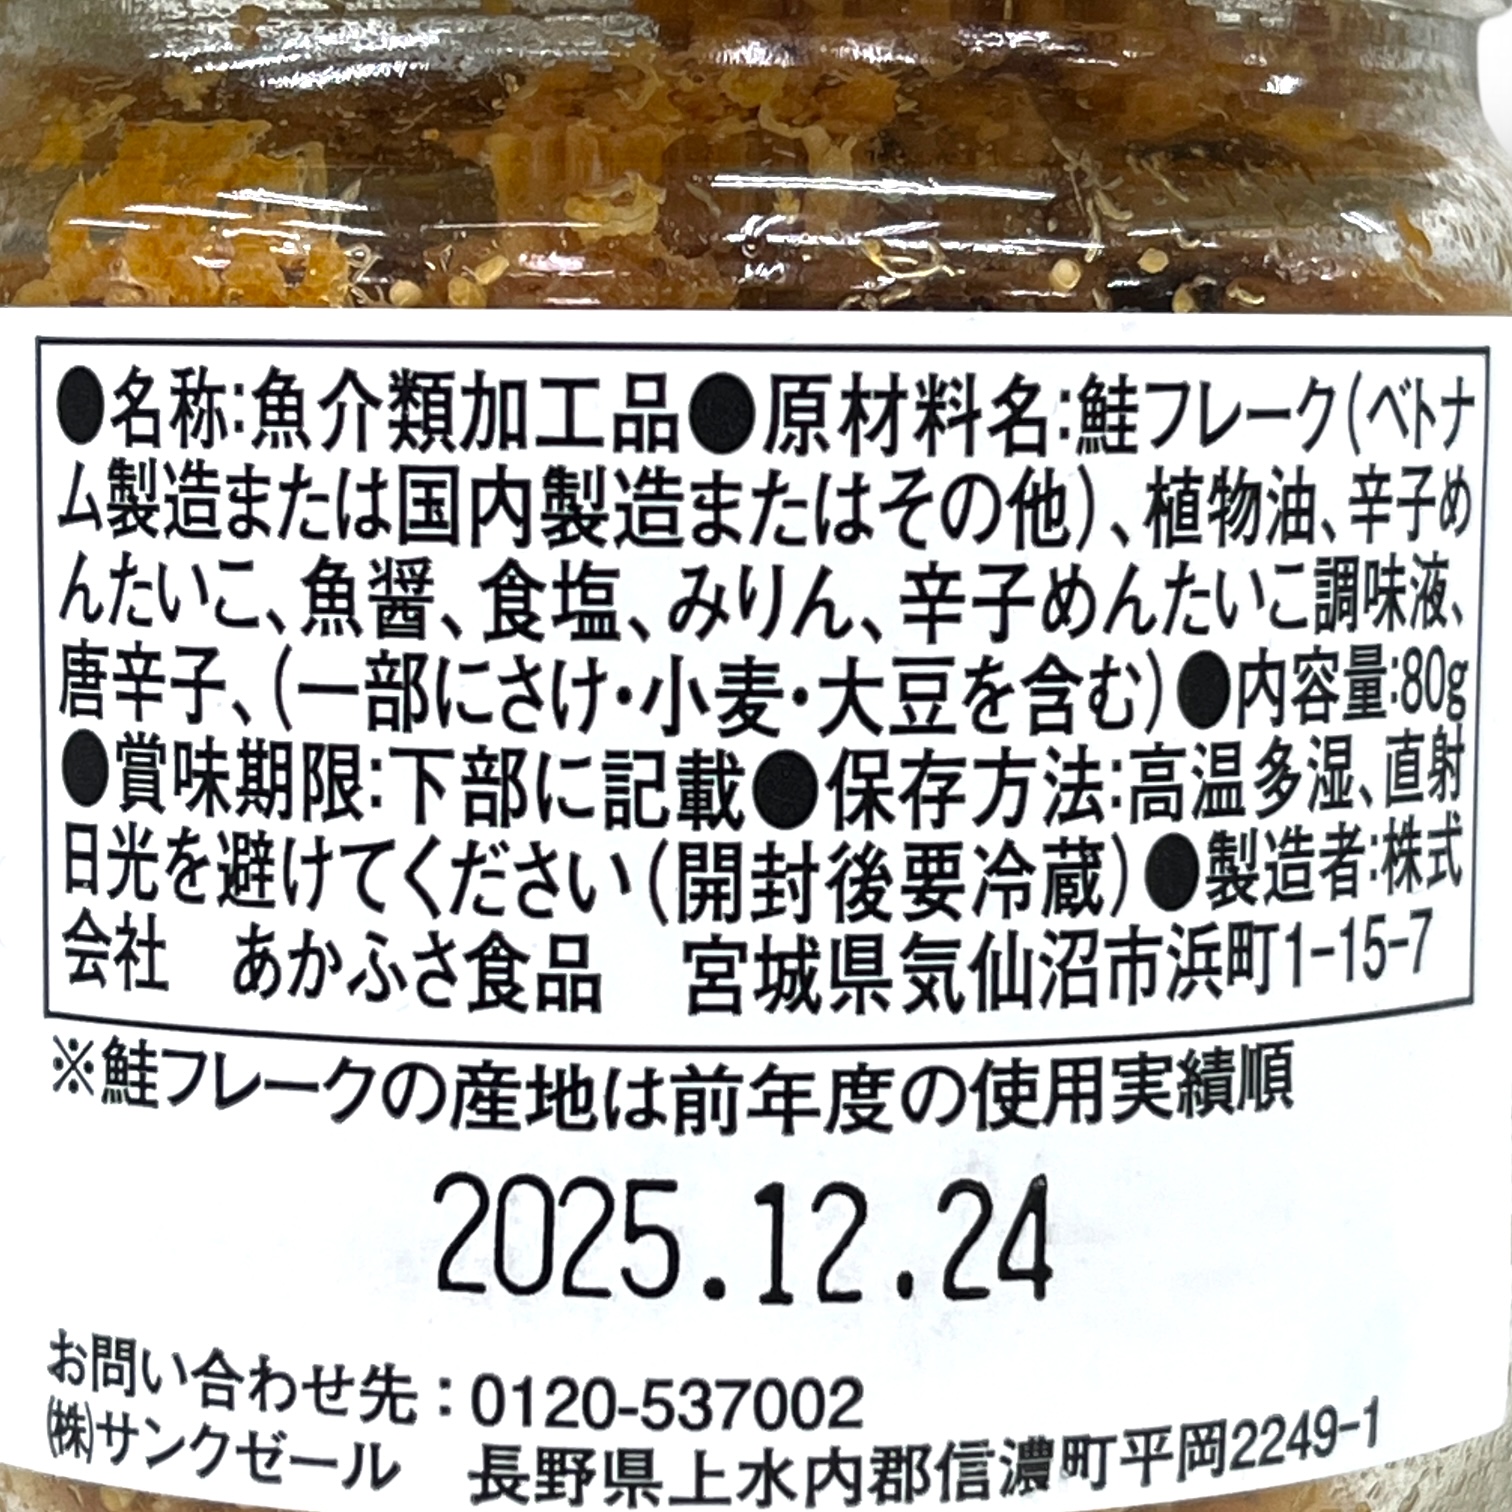 ●名称:魚介類加工品●原材料名:鮭フレーク(ベトナ
ム製造または国内製造またはその他)、植物油、辛子め
んたいこ、魚醤、食塩、みりん、辛子めんたいこ調味液、
唐辛子、(一部にさけ・小麦・大豆を含む)●内容量:80g
●賞味期限:下部に記載●保存方法:高温多湿、直射
日光を避けてください(開封後要冷蔵)●製造者:株式
会社　あかふさ食品　宮城県気仙沼市浜町1-15-7
※鮭フレークの産地は前年度の使用実績順
2025.12.24
お問い合わせ先:0120-537002
㈱サンクゼール　長野県上水内郡信濃町平岡2249-1